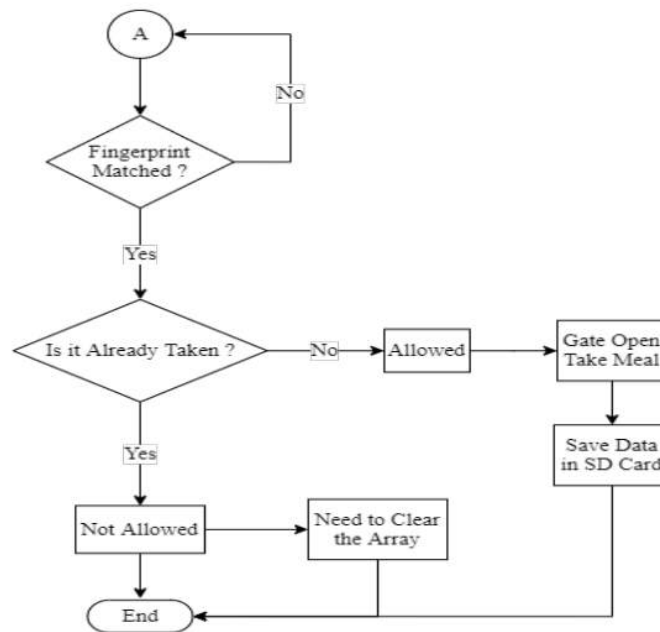 A
No
Fingerprint
Matched ?
Yes
Is it Already Taken ?
No
Allowed
Gate Open
Take Meal
Yes
Save Data
in SD Card
Not Allowed
Need to Clear
the Array
End